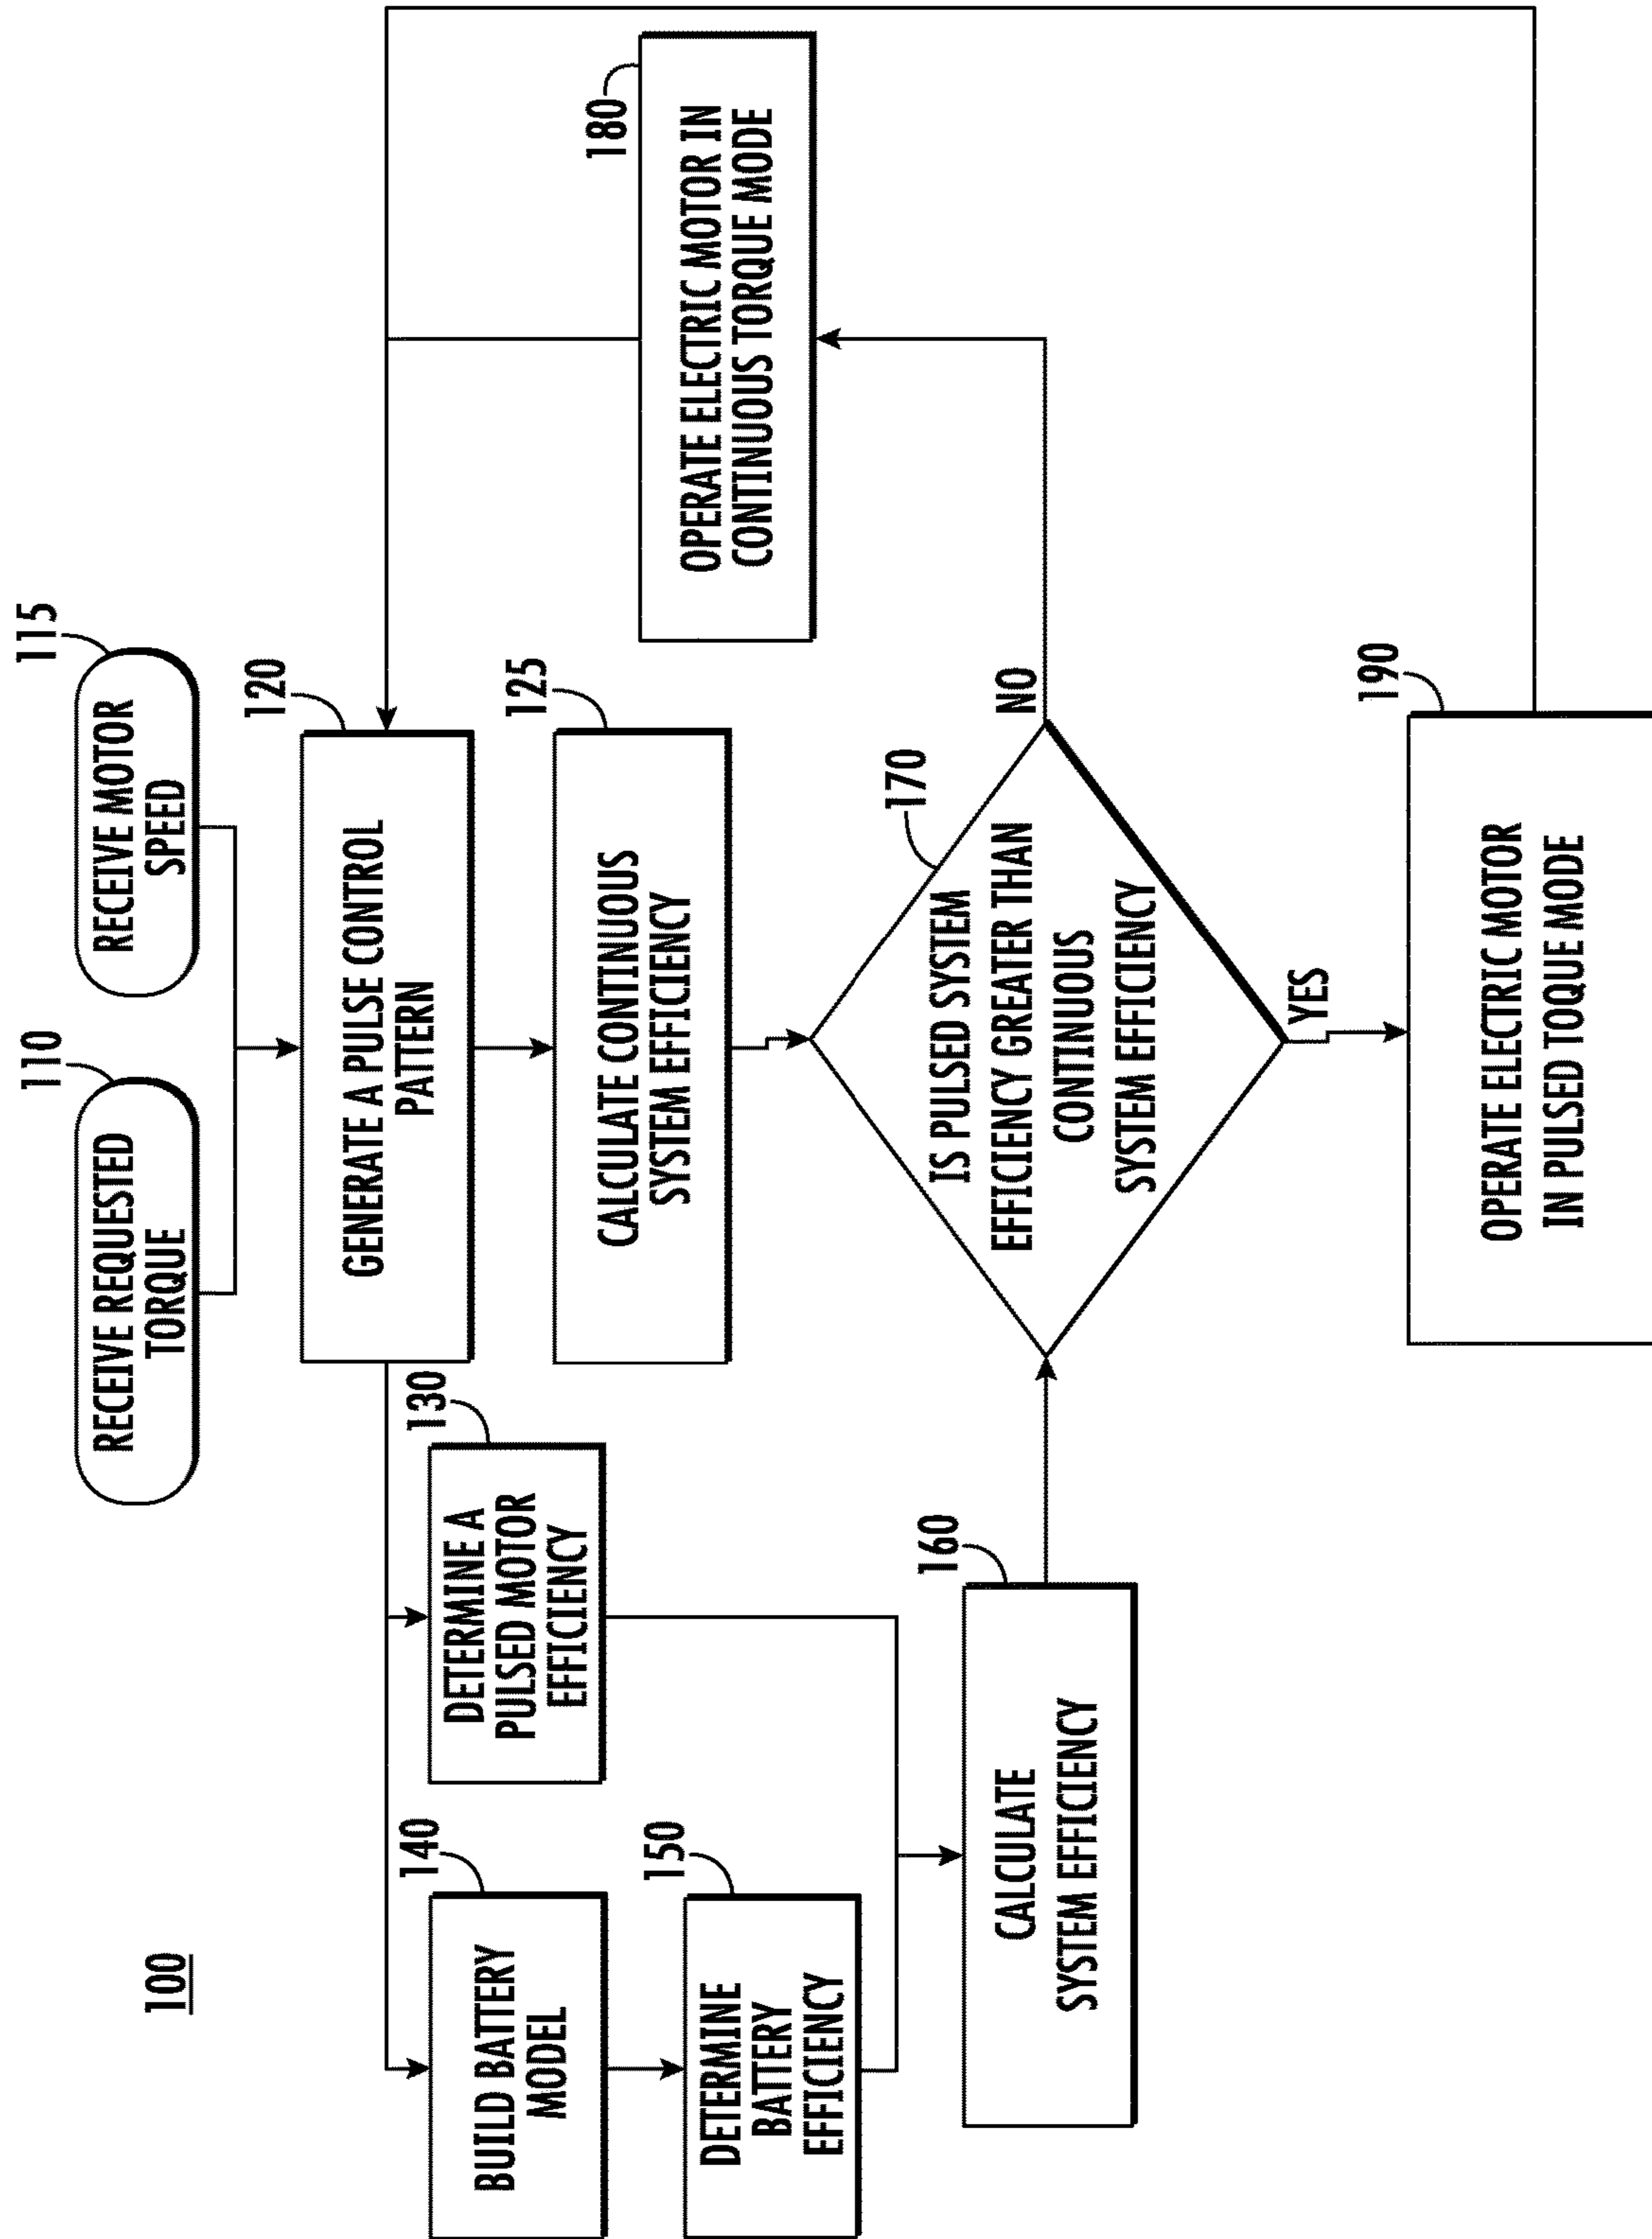 100
110
RECEIVE REQUESTED
TORQUE
115
RECEIVE MOTOR
SPEED
120
GENERATE A PULSE CONTROL
PATTERN
125
CALCULATE CONTINUOUS
SYSTEM EFFICIENCY
130
DETERMINE A
PULSED MOTOR
EFFICIENCY
140
BUILD BATTERY
MODEL
150
DETERMINE
BATTERY
EFFICIENCY
160
CALCULATE
SYSTEM EFFICIENCY
170
IS PULSED SYSTEM
EFFICIENCY GREATER THAN
CONTINUOUS
SYSTEM EFFICIENCY
NO
YES
180
OPERATE ELECTRIC MOTOR IN
CONTINUOUS TORQUE MODE
190
OPERATE ELECTRIC MOTOR
IN PULSED TOQUE MODE